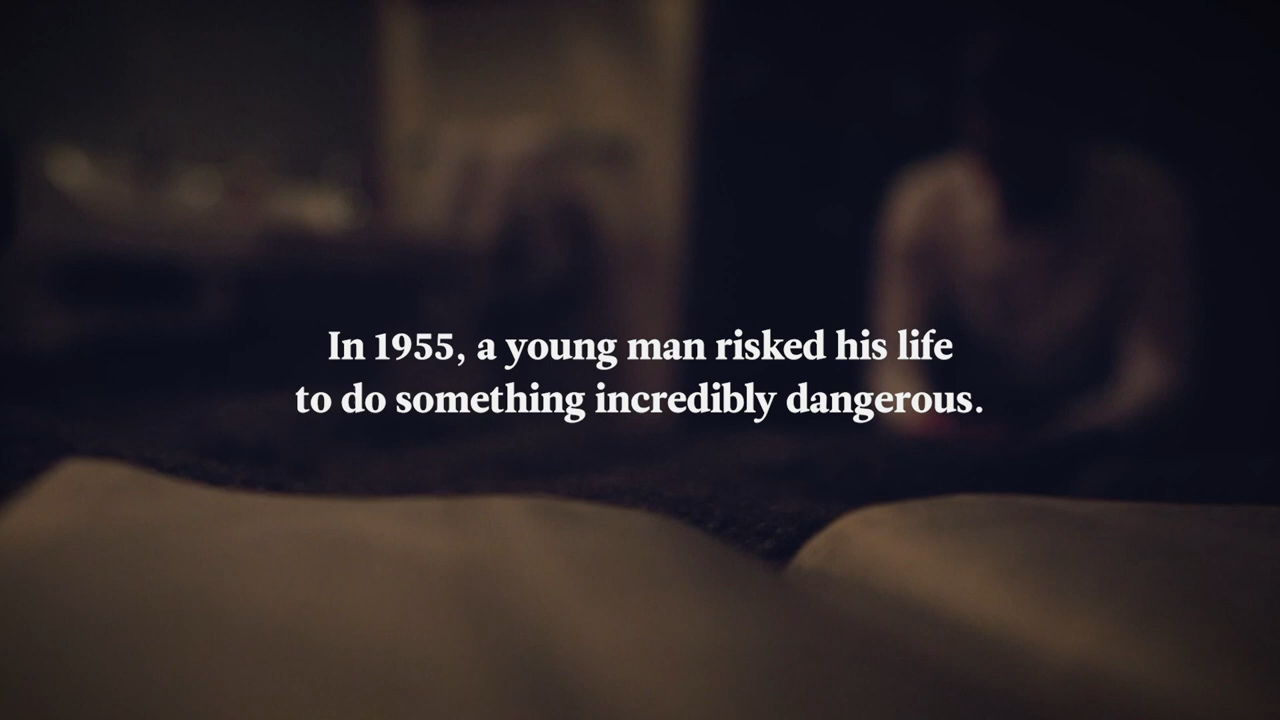 In 1955, a young man risked his life
to do something incredibly dangerous.